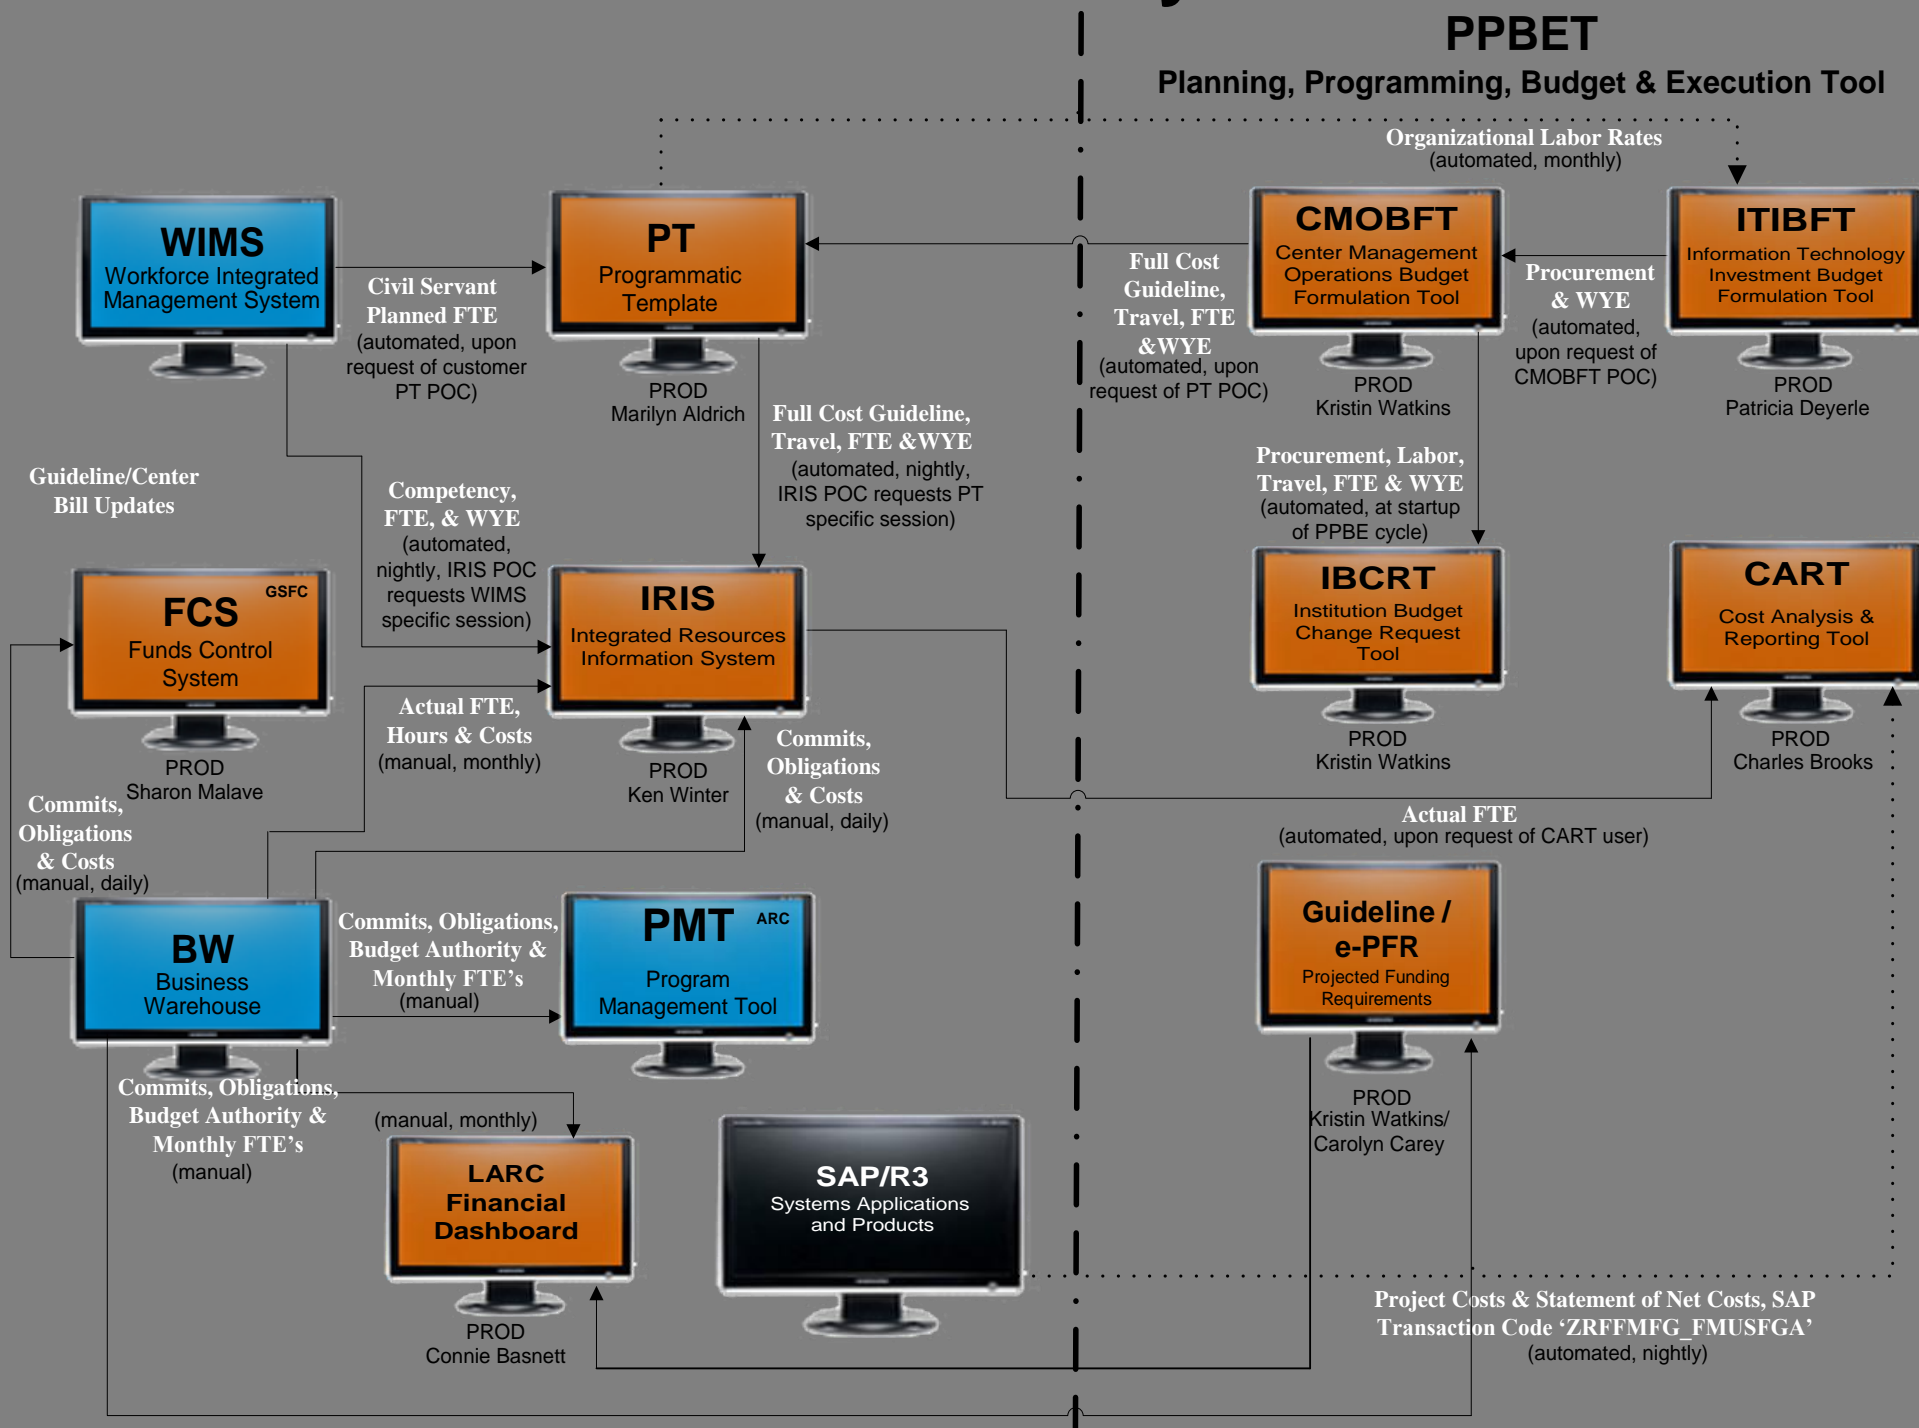 PPBET
Planning, Programming, Budget & Execution Tool
Organizational Labor Rates
(automated, monthly)
WIMS
Workforce Integrated
Management System
Civil Servant
Planned FTE
(automated, upon
request of customer
PT POC)
PT
Programmatic
Template
PROD
Marilyn Aldrich
Full Cost
Guideline,
Travel, FTE
&WYE
(automated, upon
request of PT POC)
CMOBFT
Center Management
Operations Budget
Formulation Tool
PROD
Kristin Watkins
Procurement
& WYE
(automated,
upon request of
CMOBFT POC)
ITIBFT
Information Technology
Investment Budget
Formulation Tool
PROD
Patricia Deyerle
Guideline/Center
Bill Updates
Competency,
FTE, & WYE
(automated,
nightly, IRIS POC
requests WIMS
specific session)
Full Cost Guideline,
Travel, FTE &WYE
(automated, nightly,
IRIS POC requests PT
specific session)
Procurement, Labor,
Travel, FTE & WYE
(automated, at startup
of PPBE cycle)
FCS
GSFC
Funds Control
System
PROD
Sharon Malave
IRIS
Integrated Resources
Information System
PROD
Ken Winter
IBCRT
Institution Budget
Change Request
Tool
PROD
Kristin Watkins
CART
Cost Analysis &
Reporting Tool
PROD
Charles Brooks
Actual FTE,
Hours & Costs
(manual, monthly)
Commits,
Obligations
& Costs
(manual, daily)
Commits,
Obligations
& Costs
(manual, daily)
Actual FTE
(automated, upon request of CART user)
BW
Business
Warehouse
Commits, Obligations,
Budget Authority &
Monthly FTE’s
(manual)
PMT
ARC
Program
Management Tool
Guideline /
e-PFR
Projected Funding
Requirements
PROD
Kristin Watkins/
Carolyn Carey
Commits, Obligations,
Budget Authority &
Monthly FTE’s
(manual)
(manual, monthly)
LARC
Financial
Dashboard
PROD
Connie Basnett
SAP/R3
Systems Applications
and Products
Project Costs & Statement of Net Costs, SAP
Transaction Code ‘ZRFFMFG_FMUSFGA’
(automated, nightly)